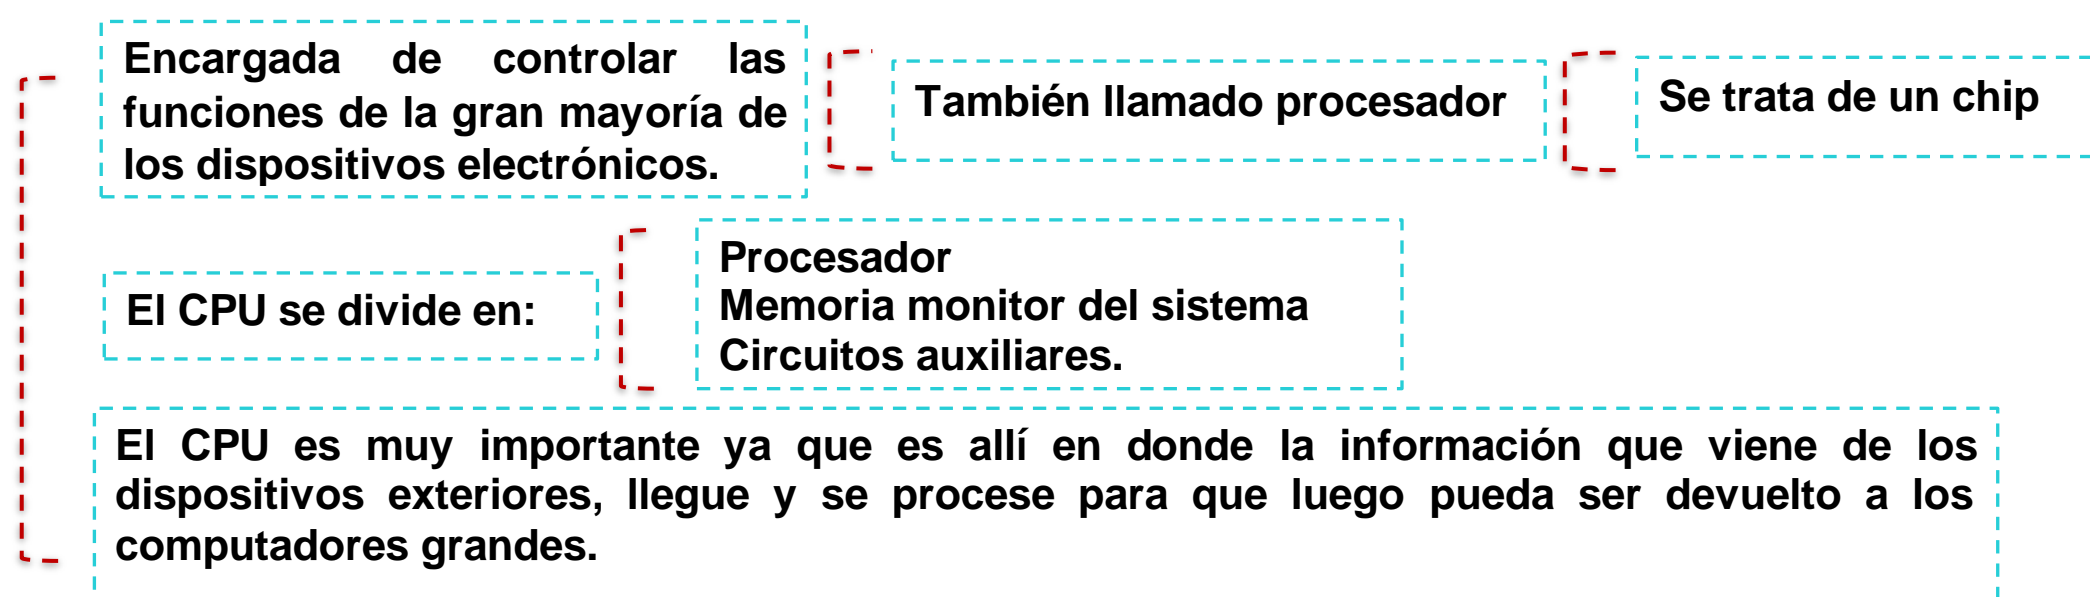 Encargada de controlar las
funciones de la gran mayoría de
los dispositivos electrónicos.
También llamado procesador
Se trata de un chip
El CPU se divide en:
Procesador
Memoria monitor del sistema
Circuitos auxiliares.
El CPU es muy importante ya que es allí en donde la información que viene de los
dispositivos exteriores, llegue y se procese para que luego pueda ser devuelto a los
computadores grandes.